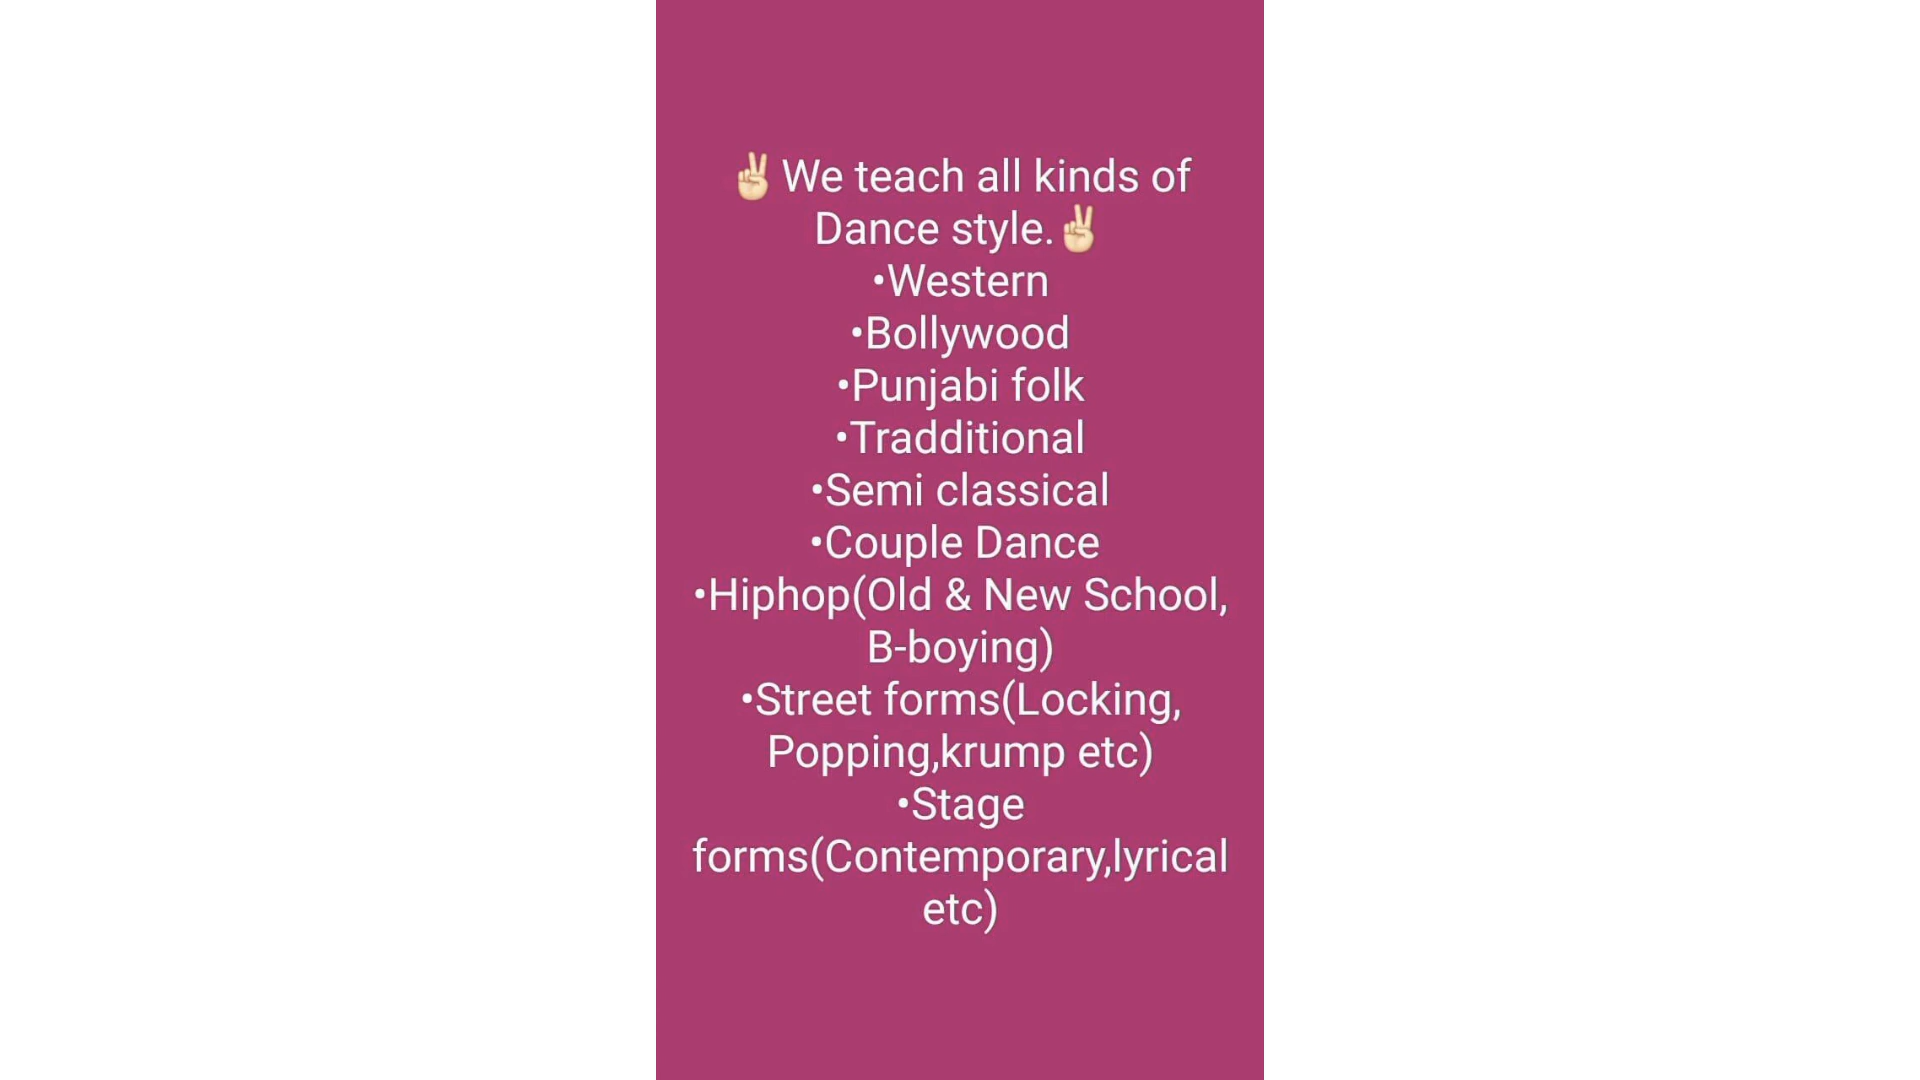 ✌🏻We teach all kinds of
Dance style.✌🏻
•Western
•Bollywood
•Punjabi folk
•Tradditional
•Semi classical
•Couple Dance
•Hiphop(Old & New School,
B-boying)
•Street forms(Locking,
Popping,krump etc)
•Stage
forms(Contemporary,lyrical
etc)